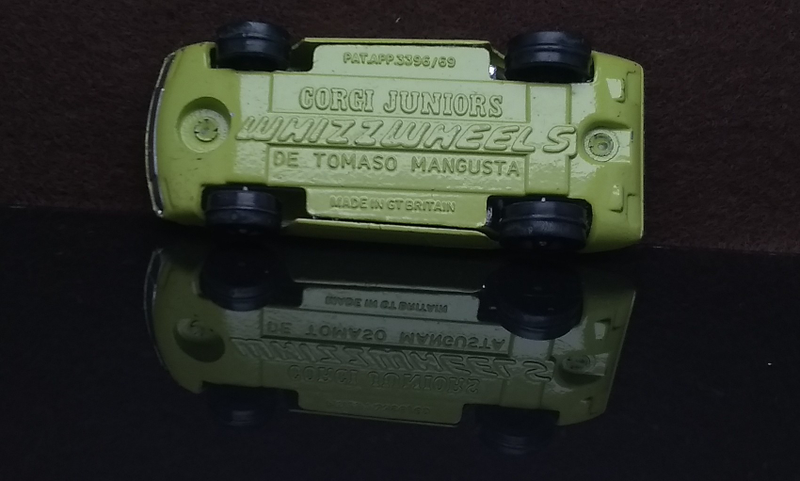 PAT.APP.3396/69
CORGI JUNIORS
WHIZZWHEELS
DE TOMASO MANGUSTA
MADE IN GT BRITAIN